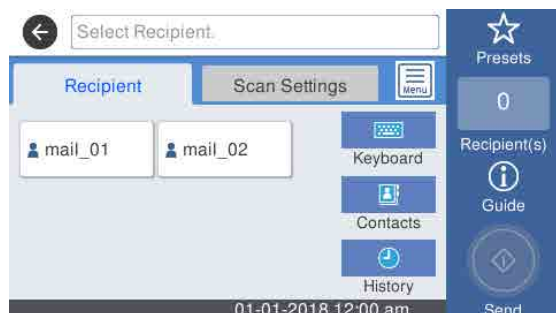 Select Recipient.
Presets
Recipient
Scan Settings
Menu
0
Recipient(s)
mail_01
mail_02
Keyboard
Guide
Contacts
History
01-01-2018 12:00 am
Send